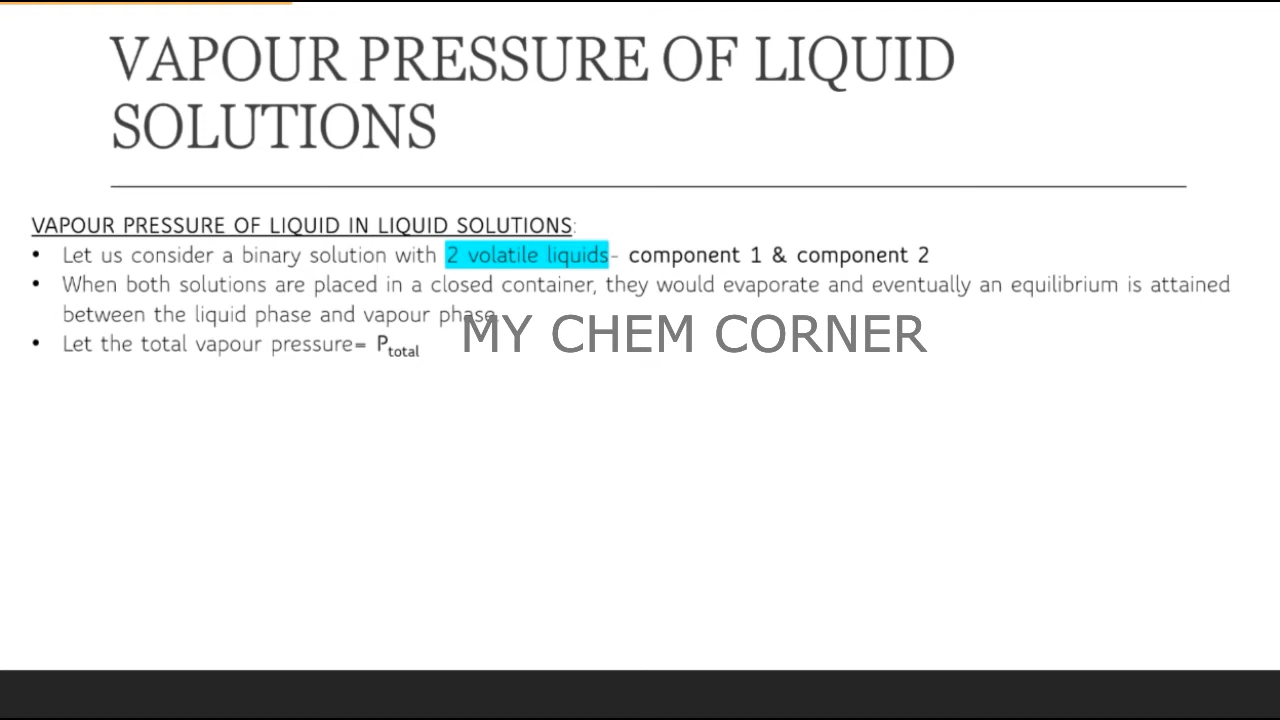 VAPOUR PRESSURE OF LIQUID
SOLUTIONS
VAPOUR PRESSURE OF LIQUID IN LIQUID SOLUTIONS:
• Let us consider a binary solution with 2 volatile liquids- component 1 & component 2
• When both solutions are placed in a closed container, they would evaporate and eventually an equilibrium is attained
between the liquid phase and vapour phase.
MY CHEM CORNER
• Let the total vapour pressure= Ptotal